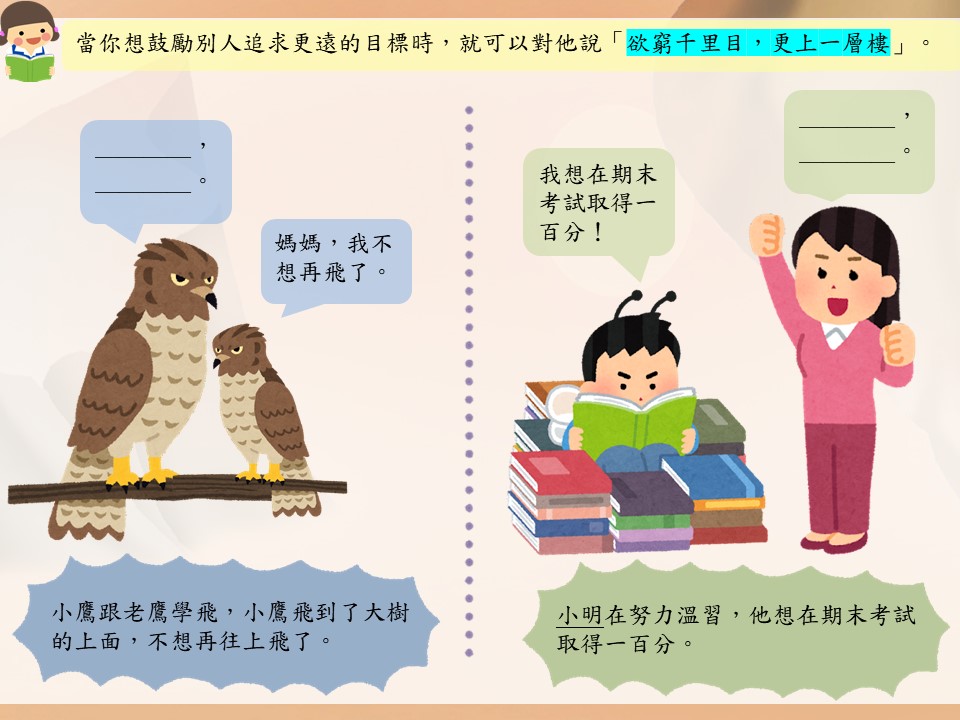 當你想鼓勵別人追求更遠的目標時，就可以對他說「欲窮千里目，更上一層樓」。
________，
________。
媽媽，我不
想再飛了。
小鷹跟老鷹學飛，小鷹飛到了大樹
的上面，不想再往上飛了。
我想在期末
考試取得一
百分！
________，
________。
小明在努力溫習，他想在期末考試
取得一百分。